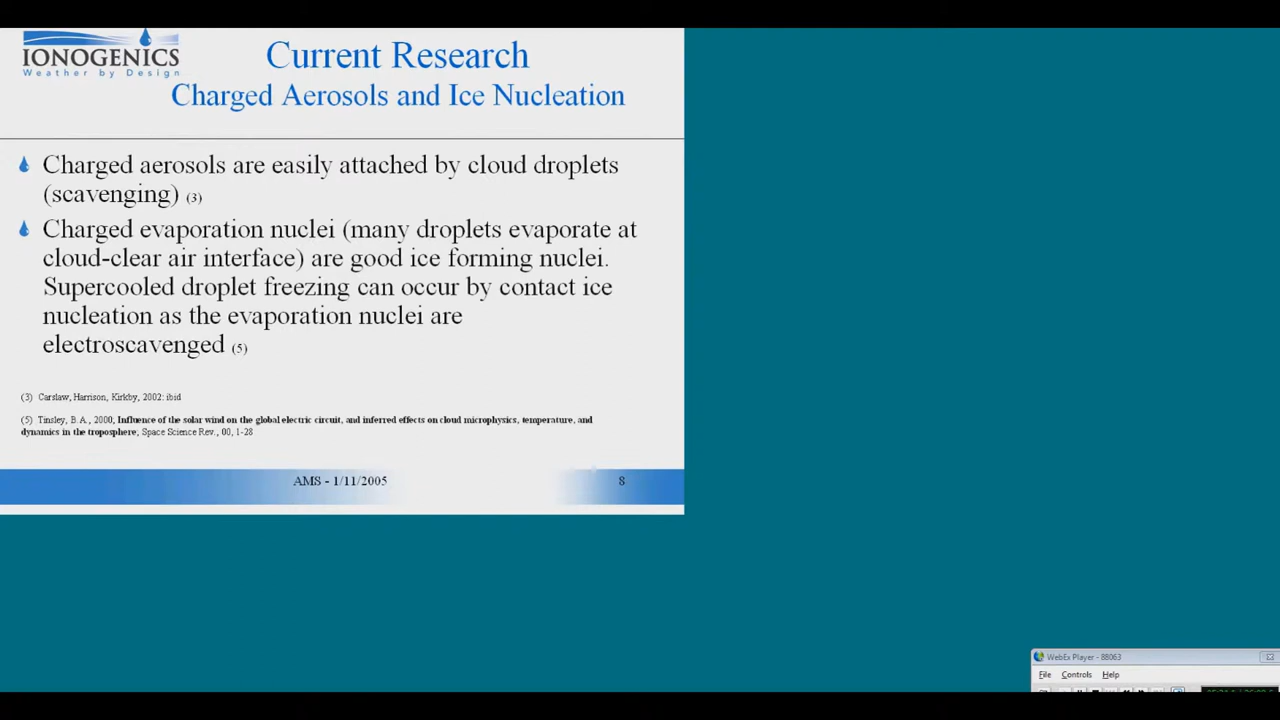 IONOGENICS
Weather by Design
Current Research
Charged Aerosols and Ice Nucleation
Charged aerosols are easily attached by cloud droplets
(scavenging) (3)
Charged evaporation nuclei (many droplets evaporate at
cloud-clear air interface) are good ice forming nuclei.
Supercooled droplet freezing can occur by contact ice
nucleation as the evaporation nuclei are
electroscavenged (5)
(3) Carslaw, Harrison, Kirkby, 2002: ibid
(5) Tinsley, B.A., 2000; Influence of the solar wind on the global electric circuit, and inferred effects on cloud microphysics, temperature, and
dynamics in the troposphere; Space Science Rev., 00, 1-28
AMS - 1/11/2005
8
WebEx Player - 88063
File Controls Help